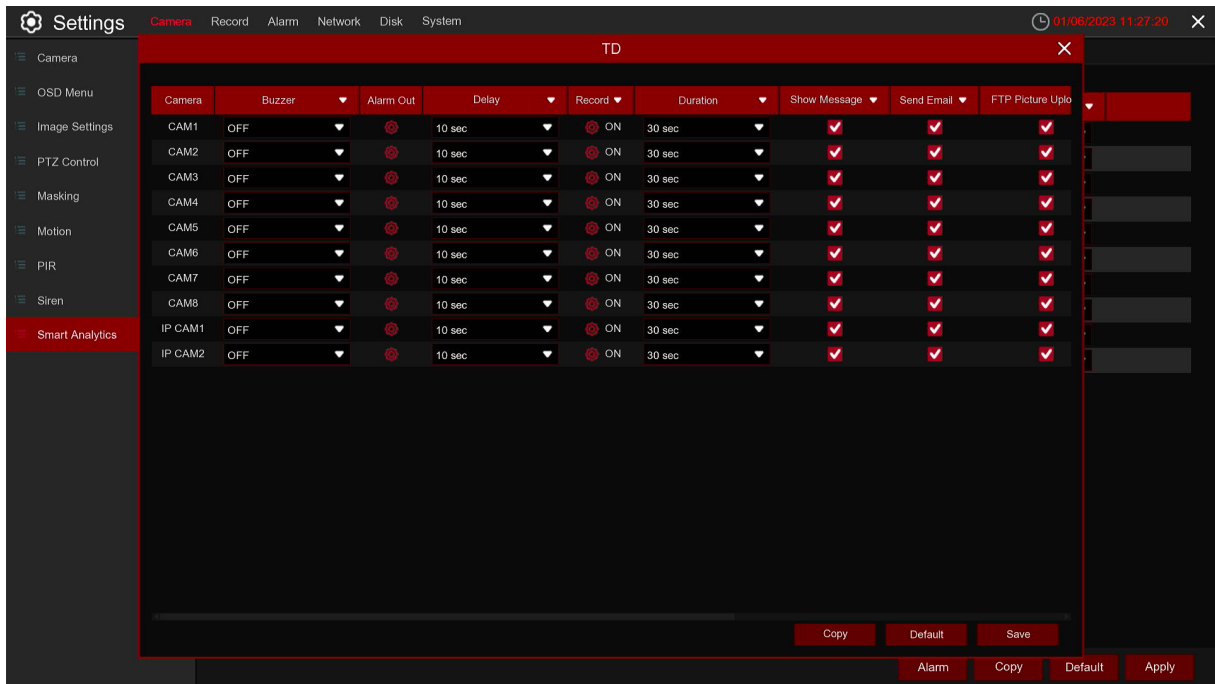 Settings Camera Record Alarm Network Disk System 01/06/2023 11:27:20
TD
Camera
OSD Menu
Image Settings
PTZ Control
Masking
Motion
PIR
Siren
Smart Analytics
Camera Buzzer Alarm Out Delay Record Duration Show Message Send Email FTP Picture Uplo
CAM1 OFF 10 sec ON 30 sec
CAM2 OFF 10 sec ON 30 sec
CAM3 OFF 10 sec ON 30 sec
CAM4 OFF 10 sec ON 30 sec
CAM5 OFF 10 sec ON 30 sec
CAM6 OFF 10 sec ON 30 sec
CAM7 OFF 10 sec ON 30 sec
CAM8 OFF 10 sec ON 30 sec
IP CAM1 OFF 10 sec ON 30 sec
IP CAM2 OFF 10 sec ON 30 sec
Copy Default Save
Alarm Copy Default Apply